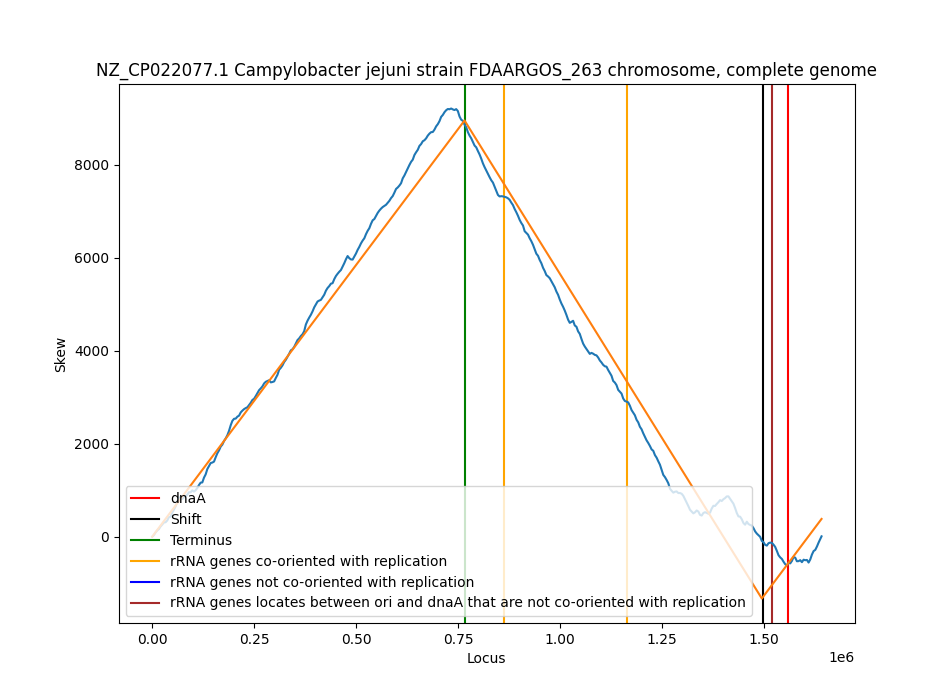 NZ_CP022077.1 Campylobacter jejuni strain FDAARGOS_263 chromosome, complete genome
Skew
8000
6000
4000
2000
0
dnaA
Shift
Terminus
rRNA genes co-oriented with replication
rRNA genes not co-oriented with replication
rRNA genes locates between ori and dnaA that are not co-oriented with replication
0.00 0.25 0.50 0.75 1.00 1.25 1.50
Locus
1e6